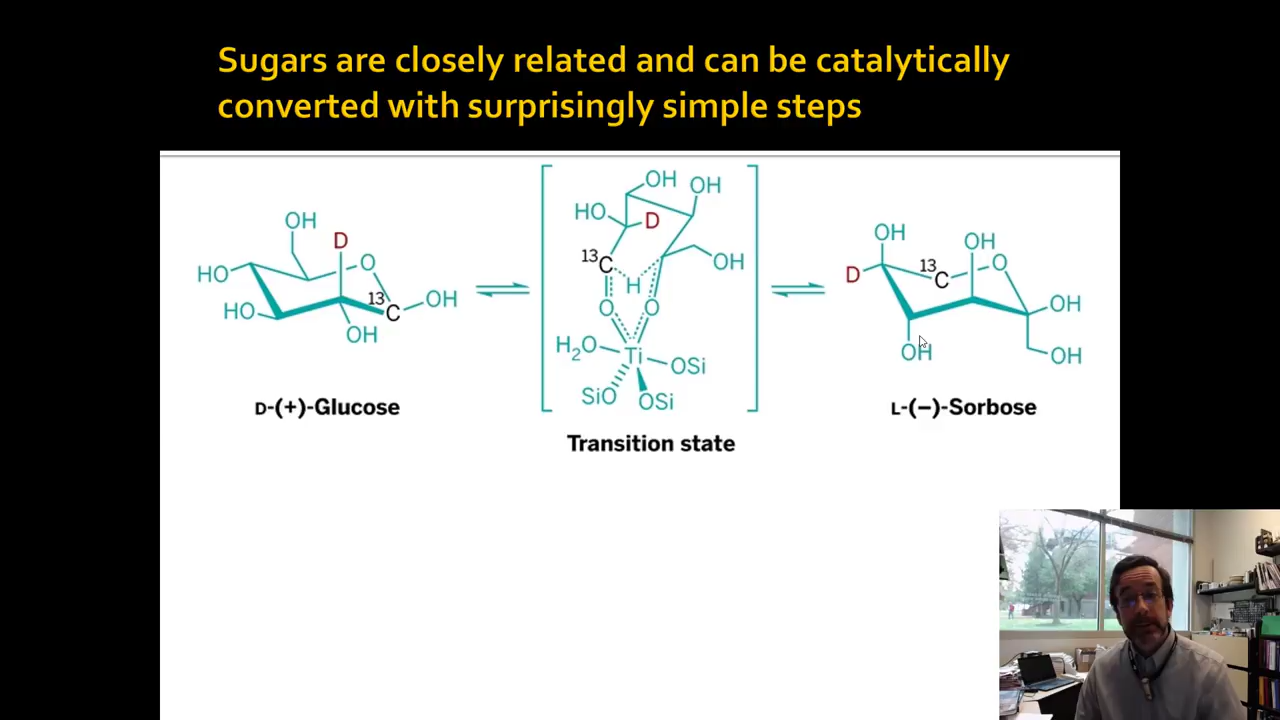 Sugars are closely related and can be catalytically
converted with surprisingly simple steps
OH
D
HO
O
HO
13
C
OH
OH
D-(+)-Glucose
OH
OH
HO
D
13
C
H
OH
O
O
H2O
Ti
OSi
SiO
OSi
Transition state
OH
OH
D
13
C
O
OH
OH
OH
L-(−)-Sorbose